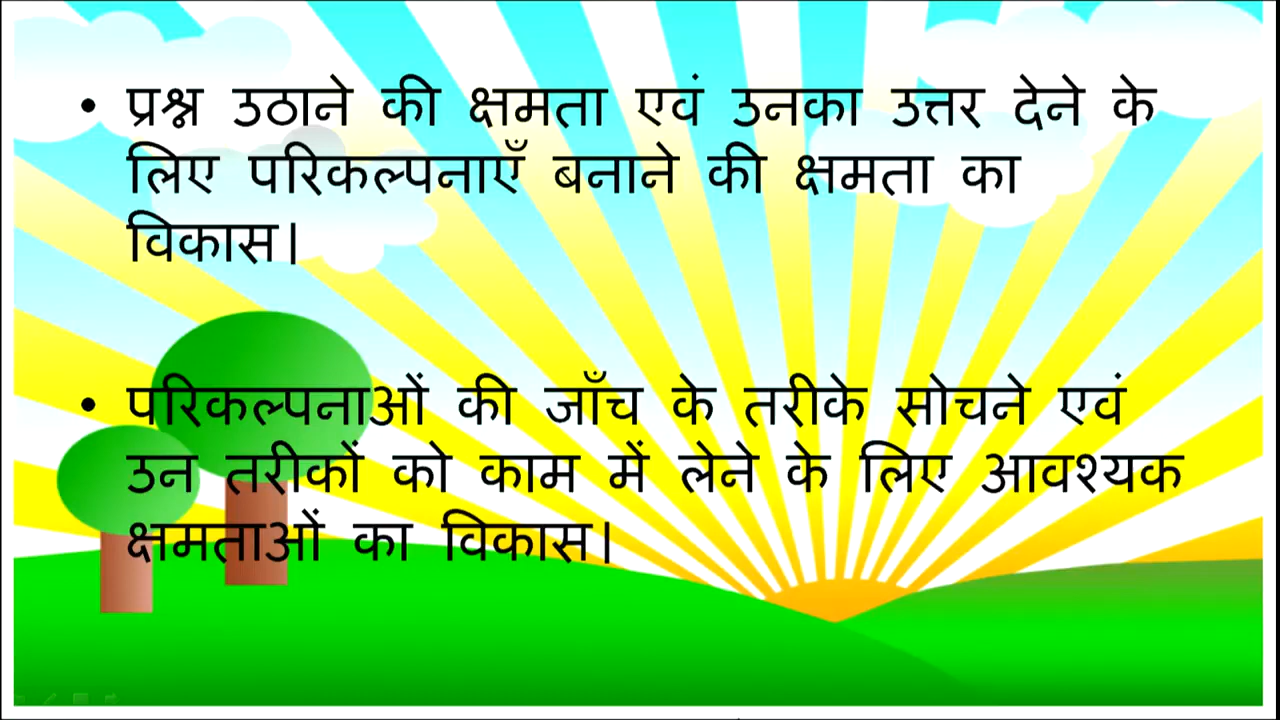 • प्रश्न उठाने की क्षमता एवं उनका उत्तर देने के
लिए परिकल्पनाएँ बनाने की क्षमता का
विकास।
• परिकल्पनाओं की जाँच के तरीके सोचने एवं
उन तरीकों को काम में लेने के लिए आवश्यक
क्षमताओं का विकास।